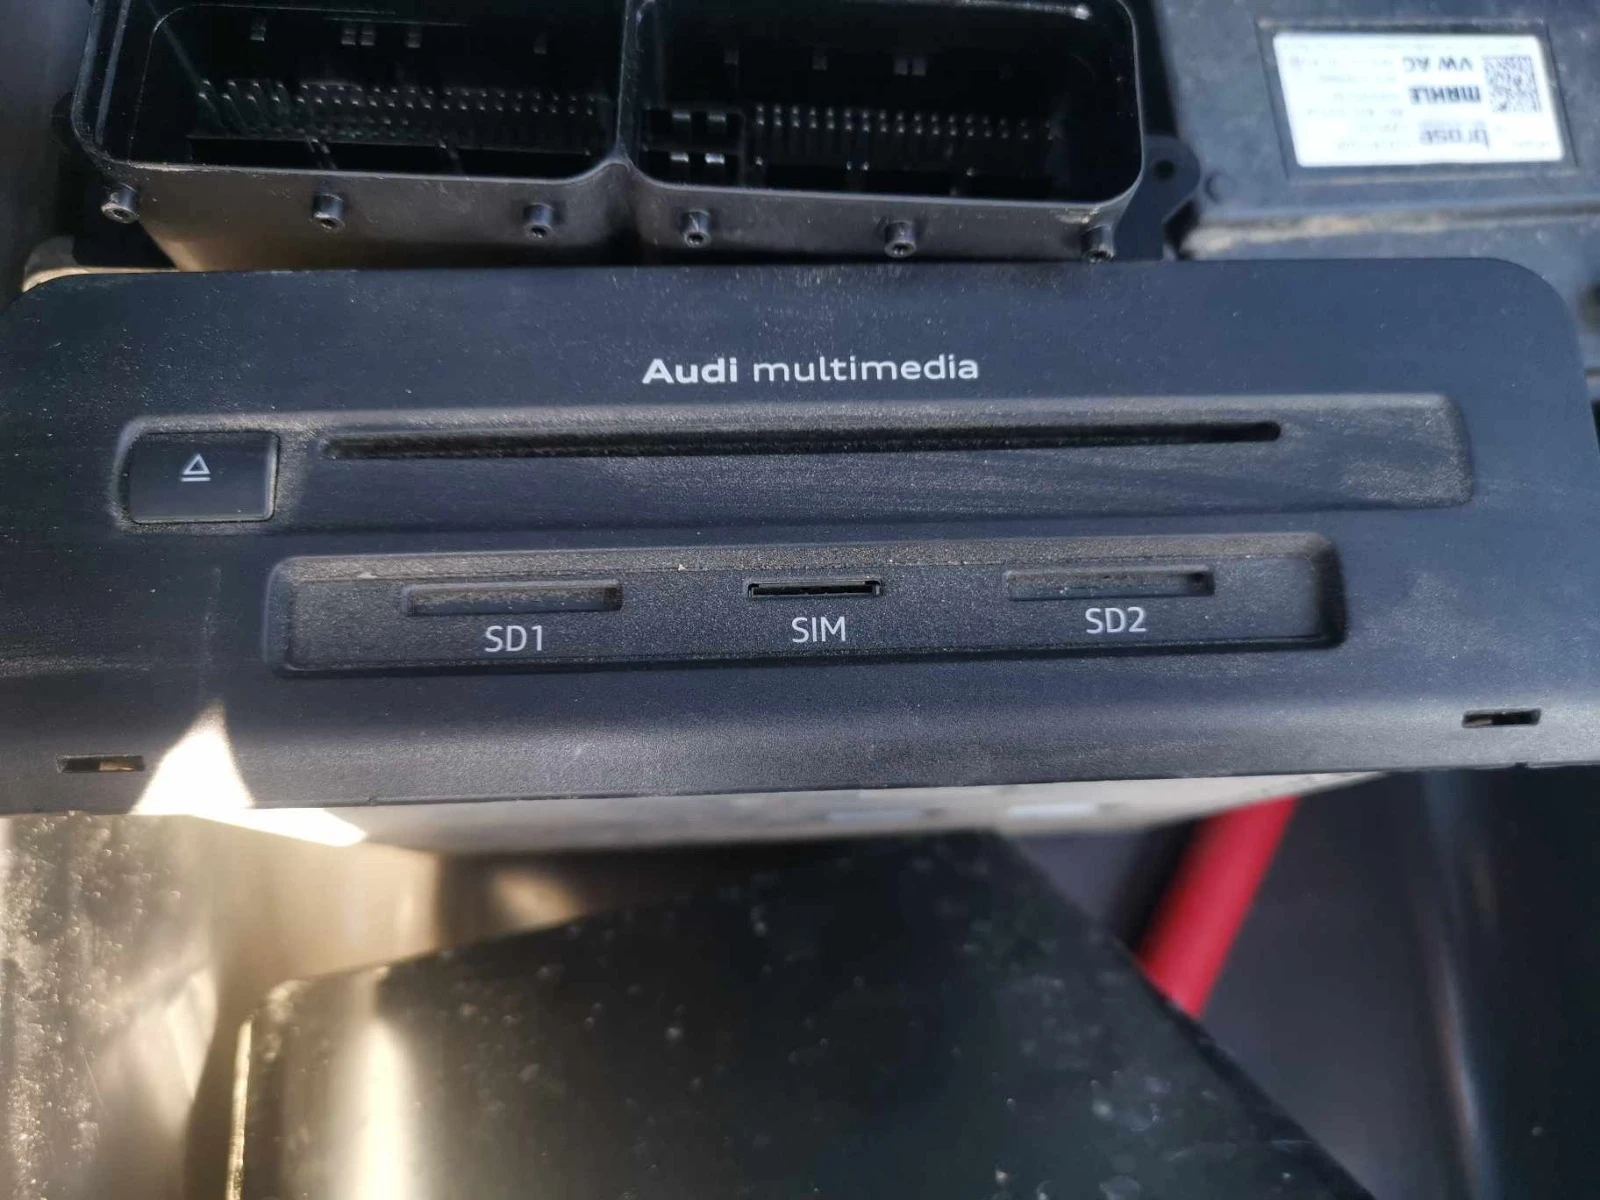 VW AC
MAHLE
brose
Audi multimedia
SD1
SIM
SD2